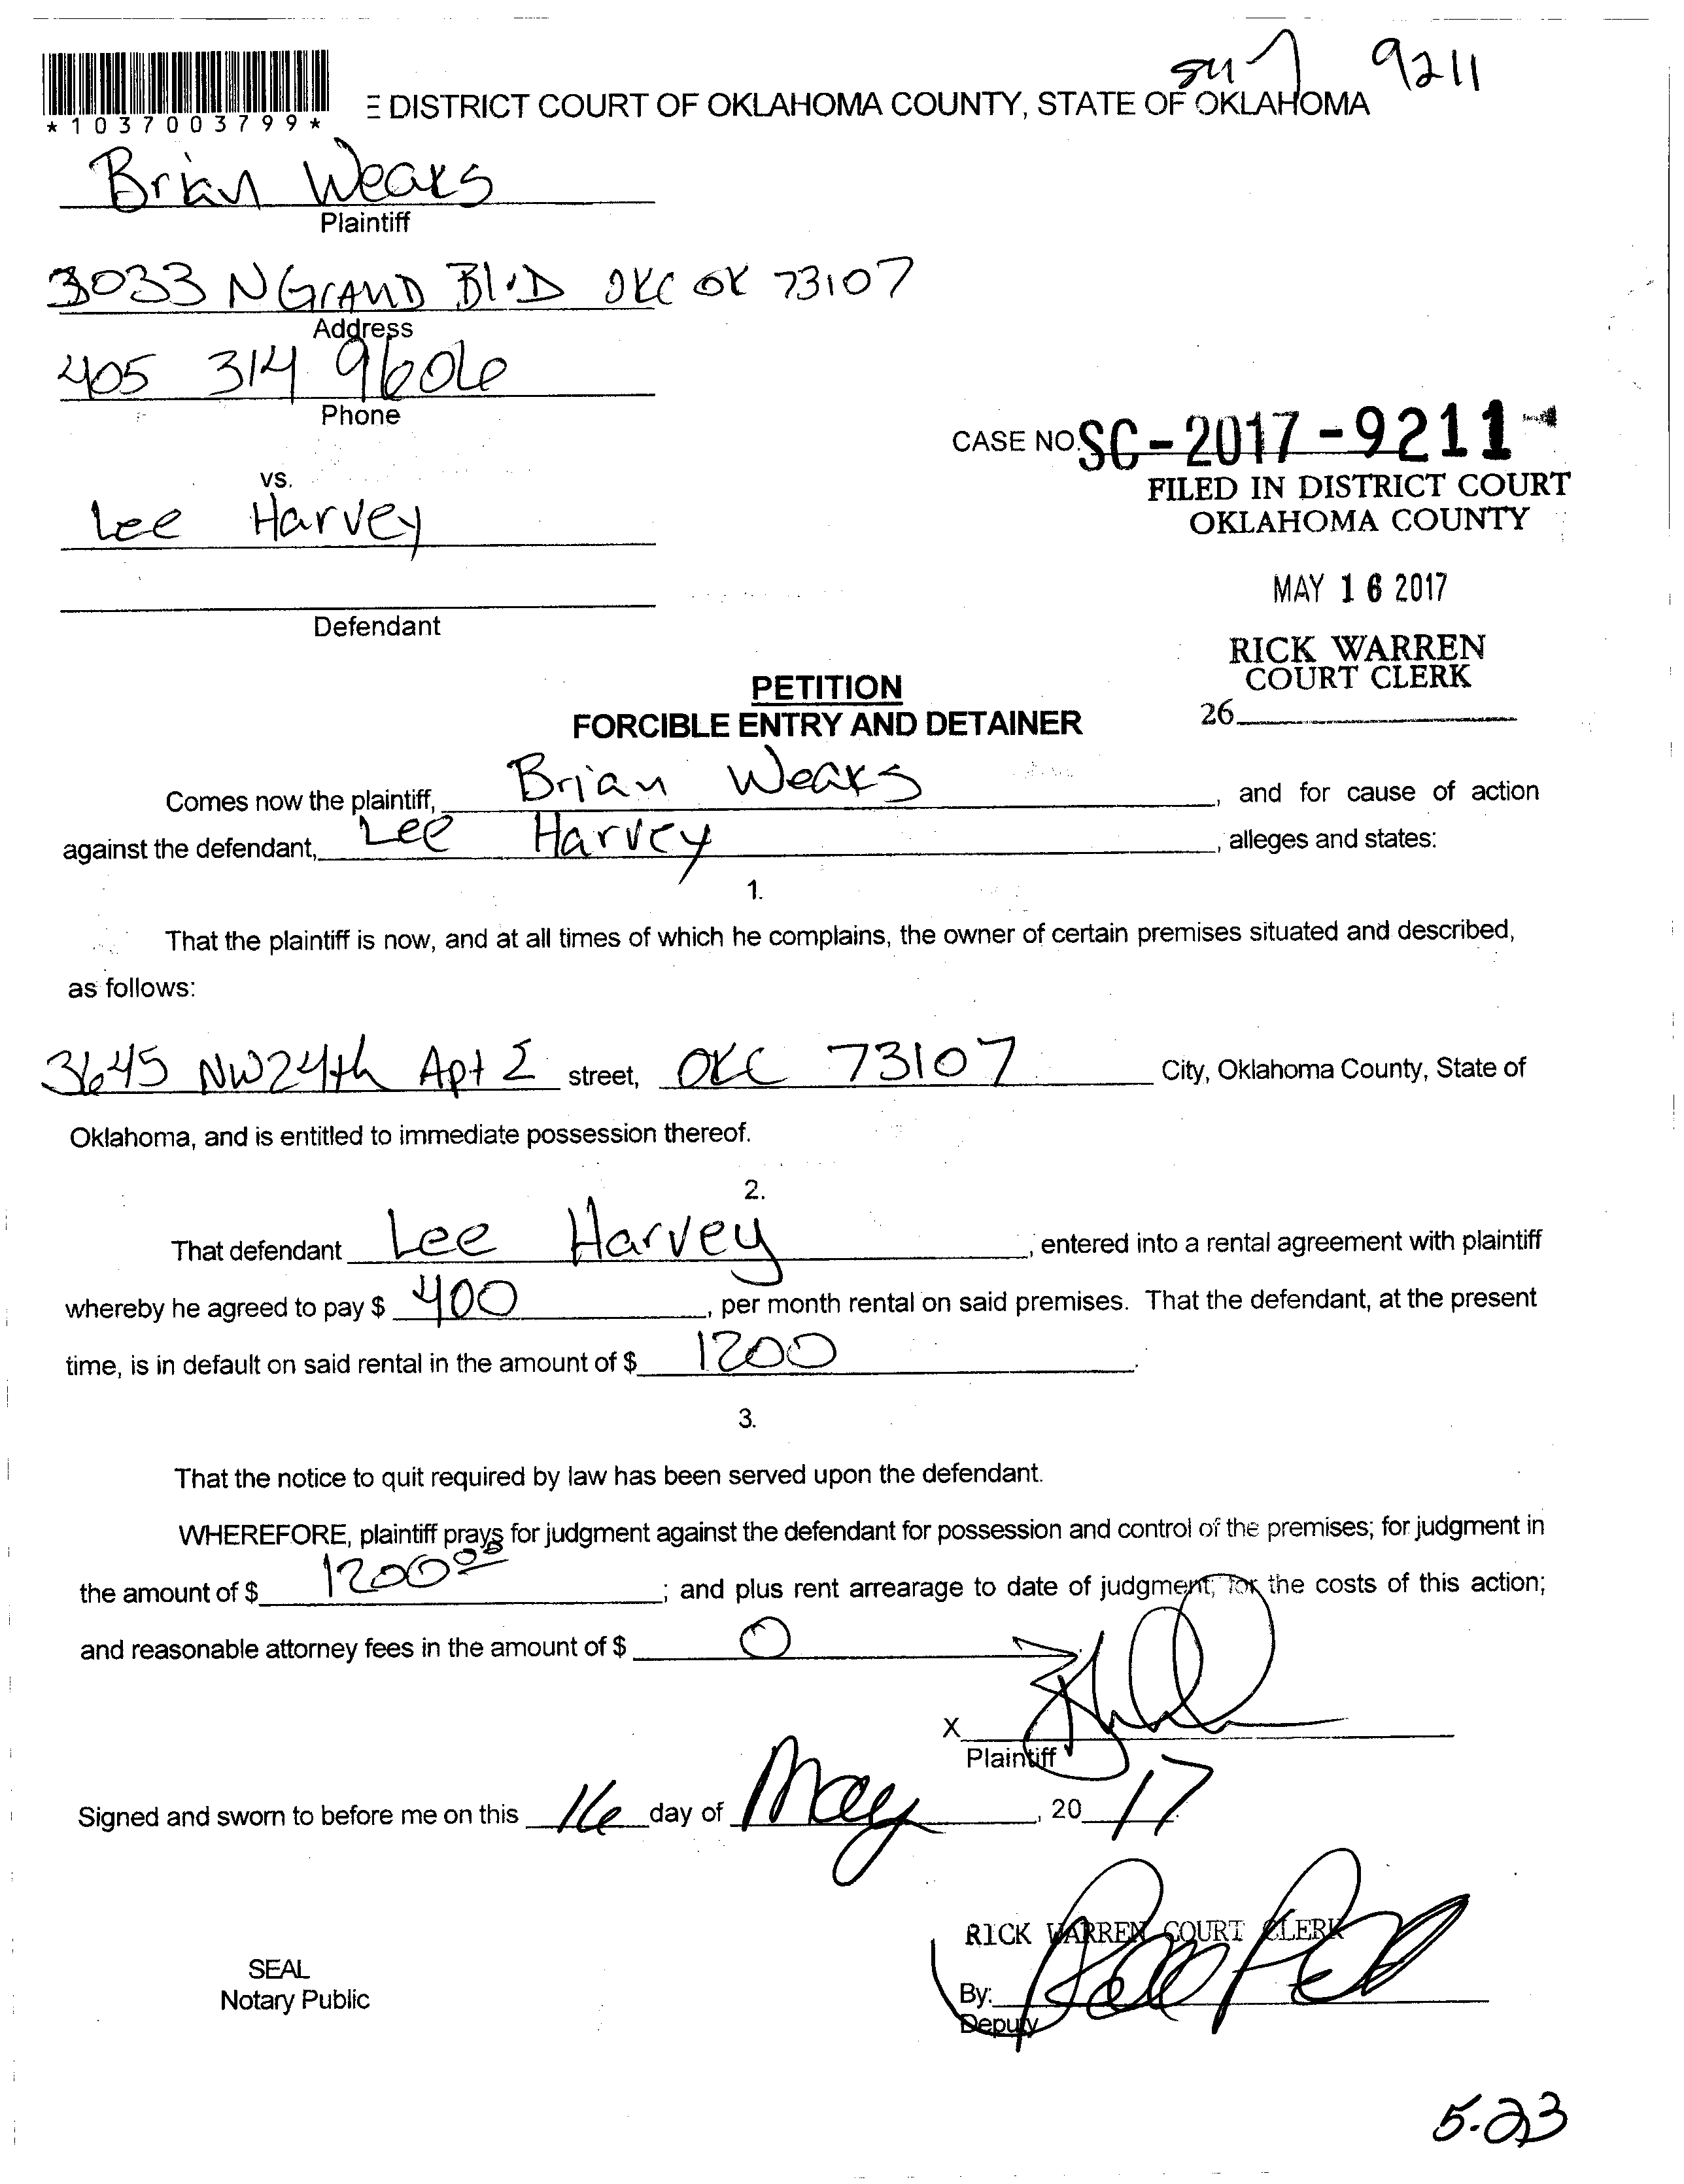 9211
*1037003799*
E DISTRICT COURT OF OKLAHOMA COUNTY, STATE OF OKLAHOMA
Brian Weaks
Plaintiff
3033 N GrAND Blvd OKC OK 73107
Address
405 314 9606
Phone
CASE NO. SC-2017-9211
FILED IN DISTRICT COURT
OKLAHOMA COUNTY
vs.
Lee Harvey
MAY 16 2017
Defendant
RICK WARREN
COURT CLERK
26
PETITION
FORCIBLE ENTRY AND DETAINER
Comes now the plaintiff, Brian Weaks, and for cause of action
against the defendant, Lee Harvey, alleges and states:
1.
That the plaintiff is now, and at all times of which he complains, the owner of certain premises situated and described,
as follows:
3645 NW24th Apt 2 street, OKC 73107 City, Oklahoma County, State of
Oklahoma, and is entitled to immediate possession thereof.
2.
That defendant Lee Harvey, entered into a rental agreement with plaintiff
whereby he agreed to pay $ 400, per month rental on said premises. That the defendant, at the present
time, is in default on said rental in the amount of $ 1200.
3.
That the notice to quit required by law has been served upon the defendant.
WHEREFORE, plaintiff prays for judgment against the defendant for possession and control of the premises; for judgment in
the amount of $ 1200 00; and plus rent arrearage to date of judgment; for the costs of this action;
and reasonable attorney fees in the amount of $ 0
X
Plaintiff
Signed and sworn to before me on this 16 day of May, 20 17.
RICK WARREN COURT CLERK
SEAL
Notary Public
By:
Deputy
5-23